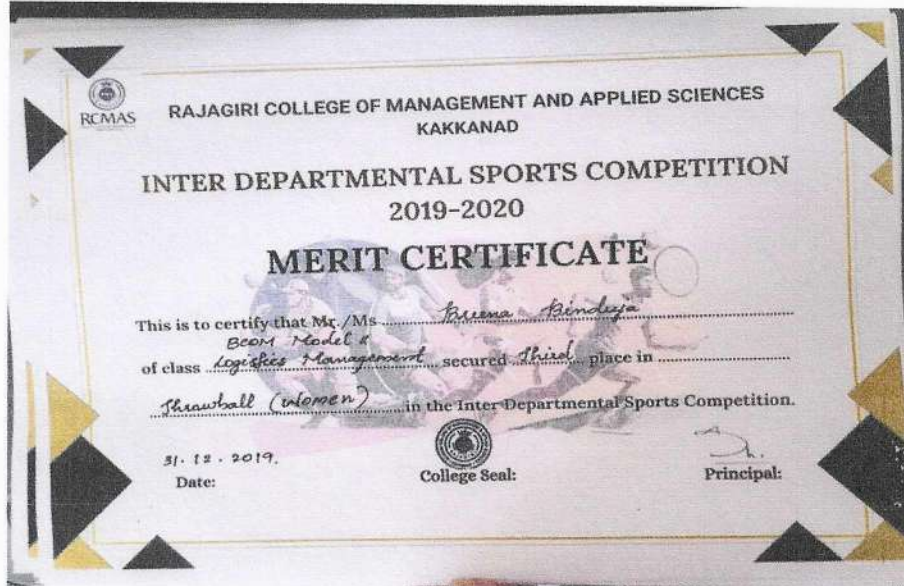 RCMAS
RAJAGIRI COLLEGE OF MANAGEMENT AND APPLIED SCIENCES
KAKKANAD
INTER DEPARTMENTAL SPORTS COMPETITION
2019-2020
MERIT CERTIFICATE
This is to certify that Mr./Ms Binduja
BCOM Model II
of class Logistics Management secured Third place in
Throwball (women) in the Inter Departmental Sports Competition.
31.12.2019.
Date: College Seal: Principal: